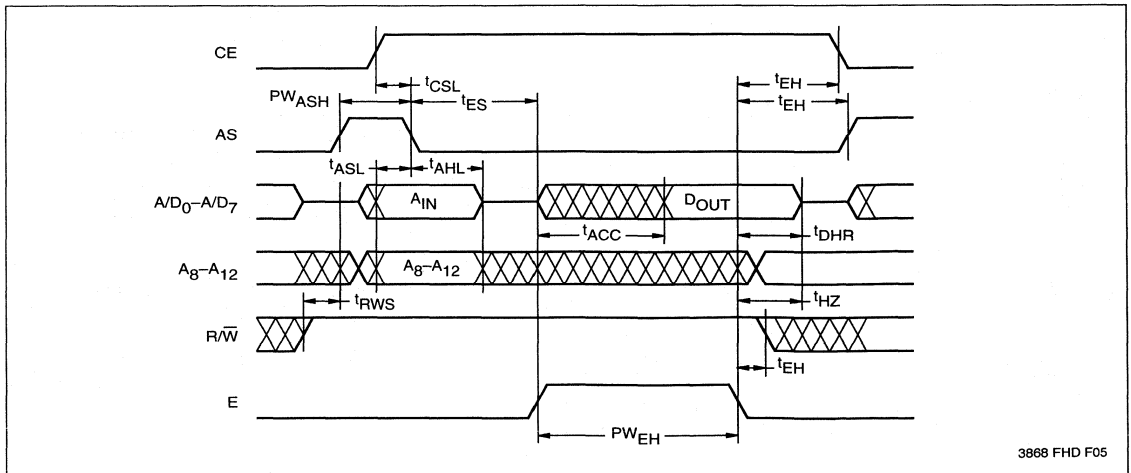 CE
tCSL
tEH
PWASH
tES
tEH
AS
tASL
tAHL
A/D0–A/D7
AIN
DOUT
tACC
tDHR
A8–A12
A8–A12
tRWS
tHZ
R/W̅
tEH
E
PWEH
3868 FHD F05